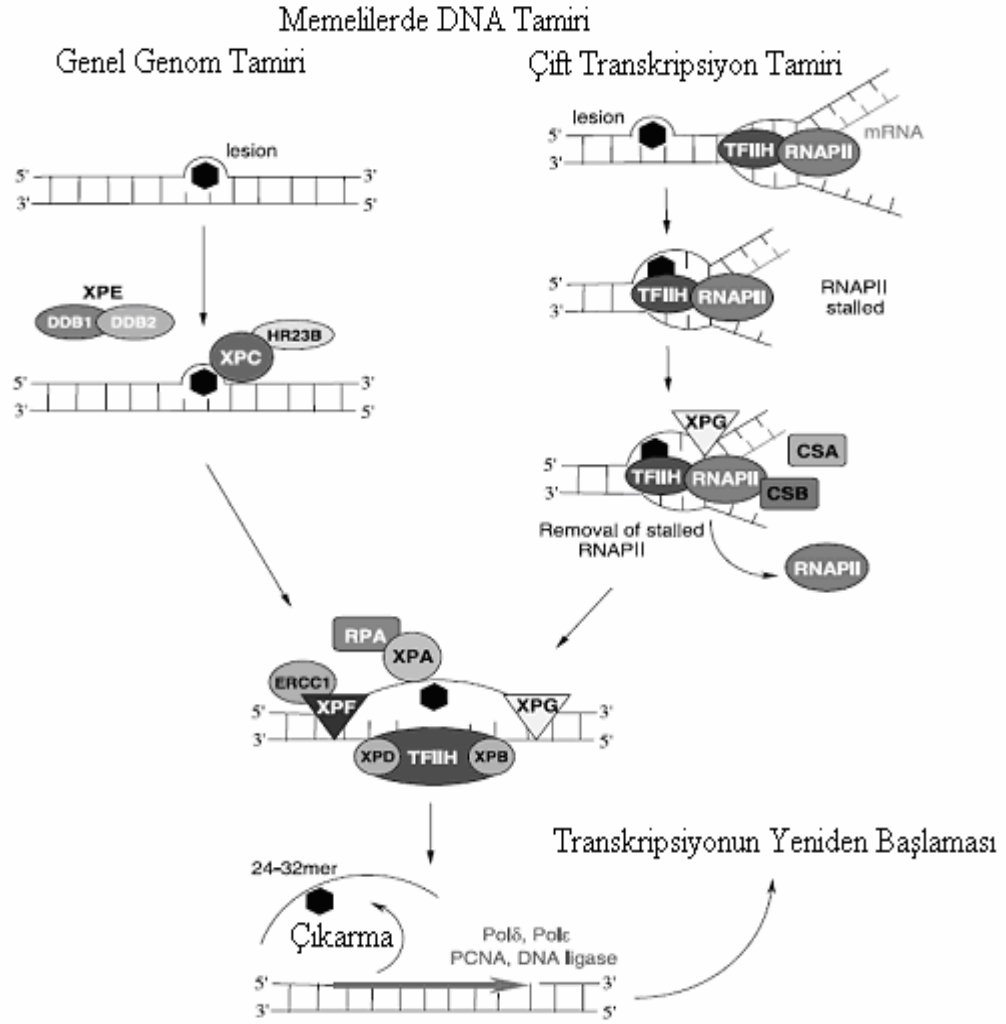 Memelilerde DNA Tamiri
Genel Genom Tamiri
Çift Transkripsiyon Tamiri
lesion
5' 3'
3' 5'
XPE
DDB1 DDB2
HR23B
XPC
5' 3'
3' 5'
lesion
mRNA
TFIIH RNAPII
5'
3'
5'
3'
TFIIH RNAPII
RNAPII
stalled
XPG
CSA
5'
3'
TFIIH RNAPII
CSB
Removal of stalled
RNAPII
RNAPII
RPA
XPA
ERCC1
XPF
XPG
5' 3'
3' 5'
XPD TFIIH XPB
Transkripsiyonun Yeniden Başlaması
24-32mer
Çıkarma
Polδ, Polε
PCNA, DNA ligase
5' 3'
3' 5'